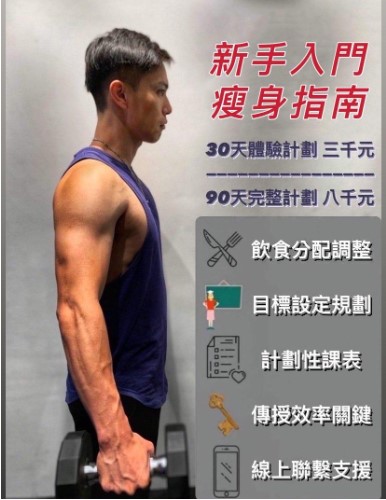 新手入門
瘦身指南
30天體驗計劃 三千元
90天完整計劃 八千元
飲食分配調整
目標設定規劃
計劃性課表
傳授效率關鍵
線上聯繫支援